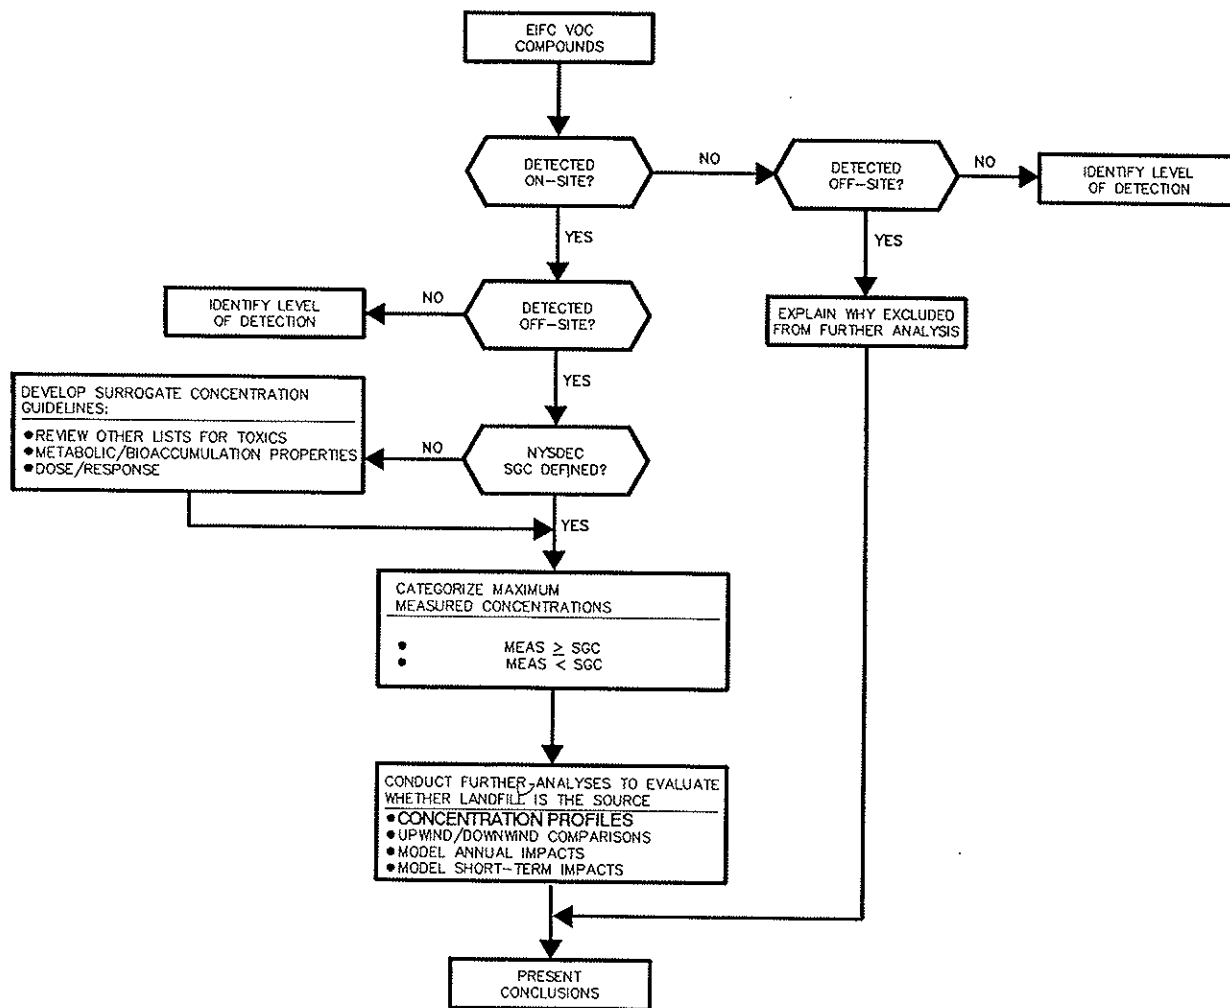 EIFC VOC
COMPOUNDS
DETECTED
ON-SITE?
NO
DETECTED
OFF-SITE?
NO
IDENTIFY LEVEL
OF DETECTION
YES
YES
IDENTIFY LEVEL
OF DETECTION
NO
DETECTED
OFF-SITE?
EXPLAIN WHY EXCLUDED
FROM FURTHER ANALYSIS
YES
DEVELOP SURROGATE CONCENTRATION
GUIDELINES:
●REVIEW OTHER LISTS FOR TOXICS
●METABOLIC/BIOACCUMULATION PROPERTIES
●DOSE/RESPONSE
NO
NYSDEC
SGC DEFINED?
YES
CATEGORIZE MAXIMUM
MEASURED CONCENTRATIONS
● MEAS ≥ SGC
● MEAS < SGC
CONDUCT FURTHER-ANALYSES TO EVALUATE
WHETHER LANDFILL IS THE SOURCE
●CONCENTRATION PROFILES
●UPWIND/DOWNWIND COMPARISONS
●MODEL ANNUAL IMPACTS
●MODEL SHORT-TERM IMPACTS
PRESENT
CONCLUSIONS